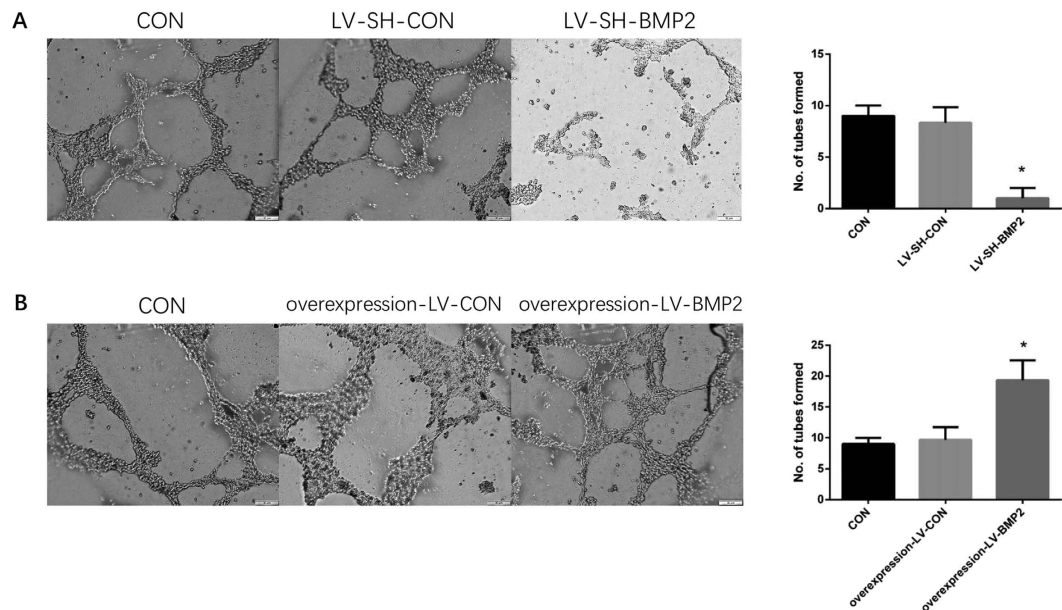 A
CON
LV-SH-CON
LV-SH-BMP2
No. of tubes formed
15
10
5
0
*
CON
LV-SH-CON
LV-SH-BMP2
B
CON
overexpression-LV-CON
overexpression-LV-BMP2
No. of tubes formed
25
20
15
10
5
0
*
CON
overexpression-LV-CON
overexpression-LV-BMP2